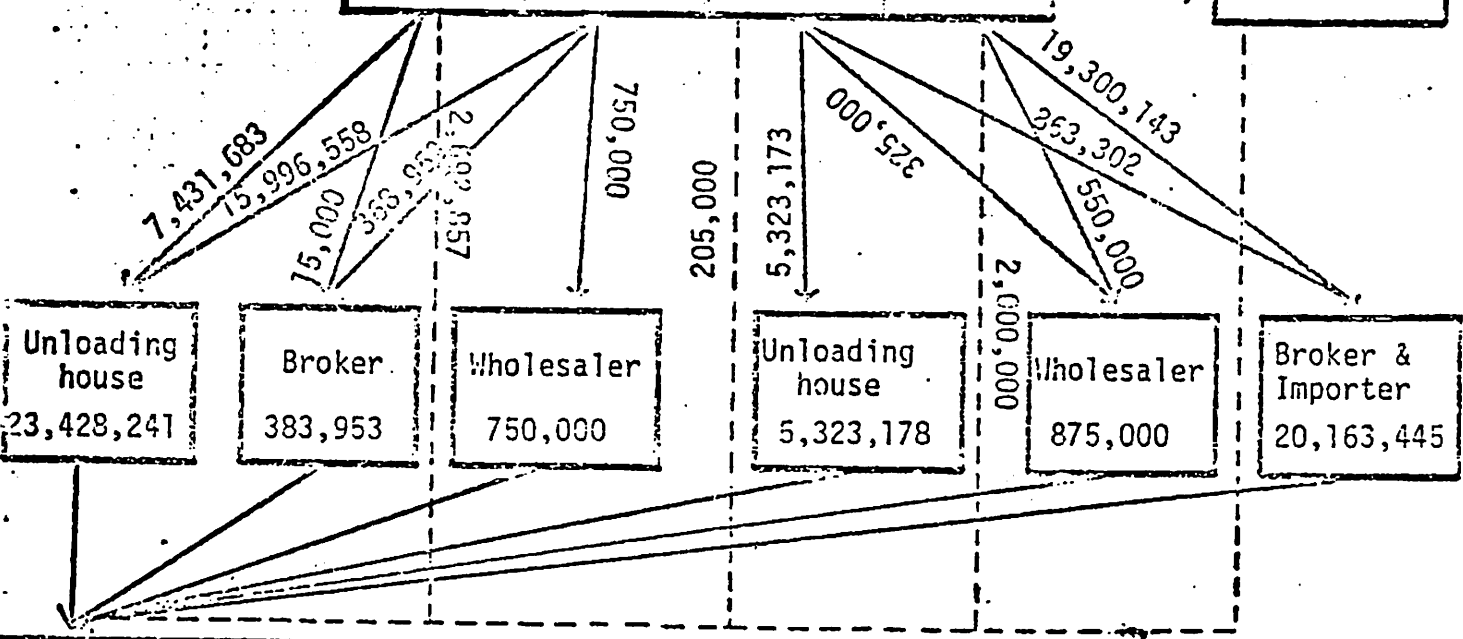 19,300,143
7,431,683
15,996,558
15,000
750,000
205,000
5,323,173
325,000
263,302
550,000
2,000,000
Unloading
house
23,428,241
Broker
383,953
Wholesaler
750,000
Unloading
house
5,323,178
Wholesaler
875,000
Broker &
Importer
20,163,445